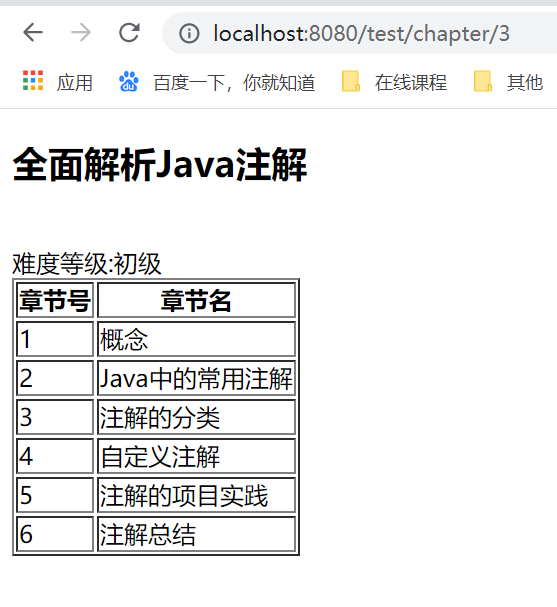 localhost:8080/test/chapter/3
应用 百度一下，你就知道 在线课程 其他
全面解析Java注解
难度等级:初级
章节号 章节名
1 概念
2 Java中的常用注解
3 注解的分类
4 自定义注解
5 注解的项目实践
6 注解总结